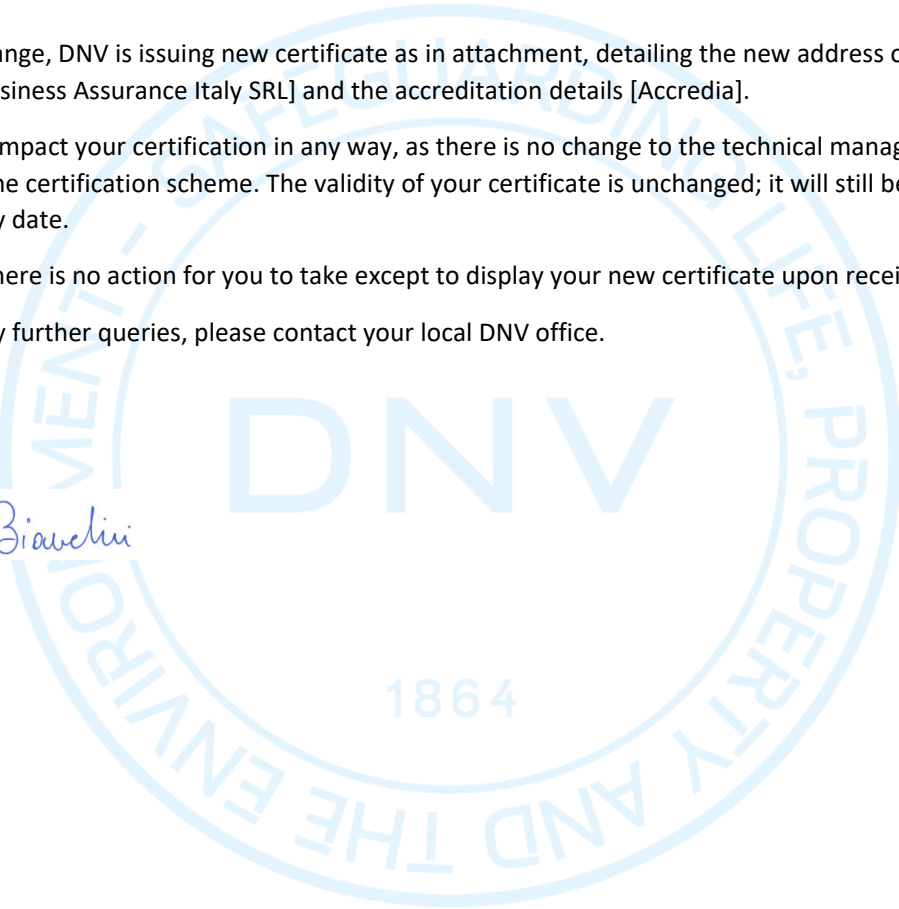 ange, DNV is issuing new certificate as in attachment, detailing the new address o
siness Assurance Italy SRL] and the accreditation details [Accredia].
mpact your certification in any way, as there is no change to the technical manag
he certification scheme. The validity of your certificate is unchanged; it will still be
y date.
here is no action for you to take except to display your new certificate upon recei
y further queries, please contact your local DNV office.
SAFEGUARDING LIFE, PROPERTY AND THE ENVIRONMENT -
DNV
1864